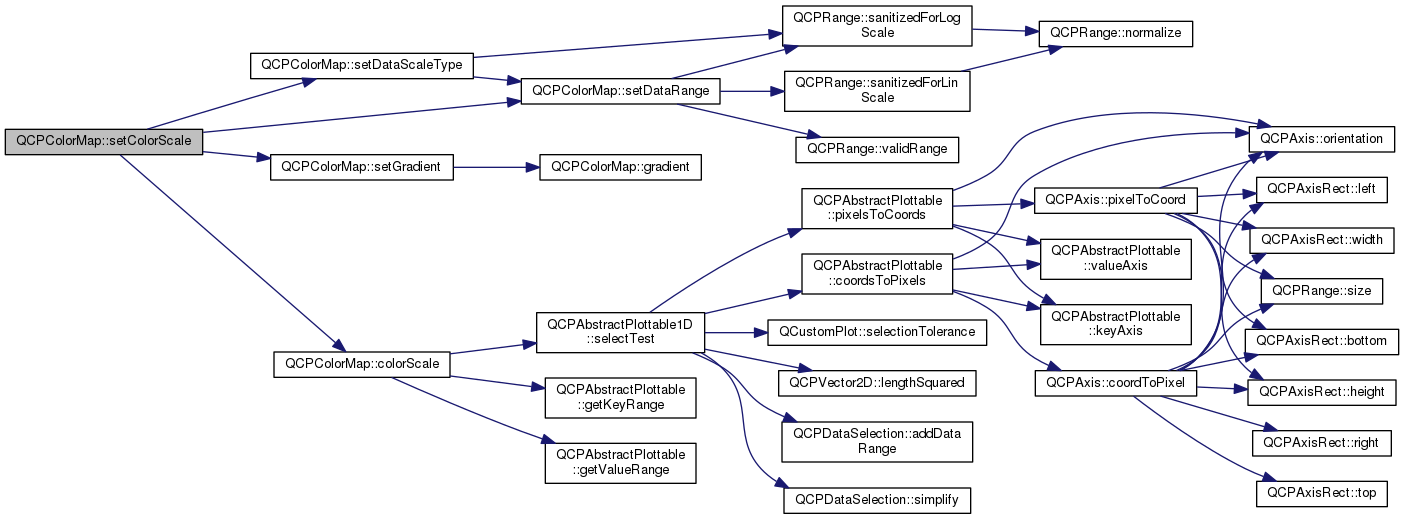 QCPColorMap::setColorScale
QCPColorMap::setDataScaleType
QCPColorMap::setDataRange
QCPColorMap::setGradient
QCPColorMap::gradient
QCPColorMap::colorScale
QCPRange::sanitizedForLog
Scale
QCPRange::sanitizedForLin
Scale
QCPRange::normalize
QCPRange::validRange
QCPAbstractPlottable1D
::selectTest
QCPAbstractPlottable
::getKeyRange
QCPAbstractPlottable
::getValueRange
QCPAbstractPlottable
::pixelsToCoords
QCPAbstractPlottable
::coordsToPixels
QCustomPlot::selectionTolerance
QCPVector2D::lengthSquared
QCPDataSelection::addData
Range
QCPDataSelection::simplify
QCPAxis::pixelToCoord
QCPAbstractPlottable
::valueAxis
QCPAbstractPlottable
::keyAxis
QCPAxis::coordToPixel
QCPAxis::orientation
QCPAxisRect::left
QCPAxisRect::width
QCPRange::size
QCPAxisRect::bottom
QCPAxisRect::height
QCPAxisRect::right
QCPAxisRect::top